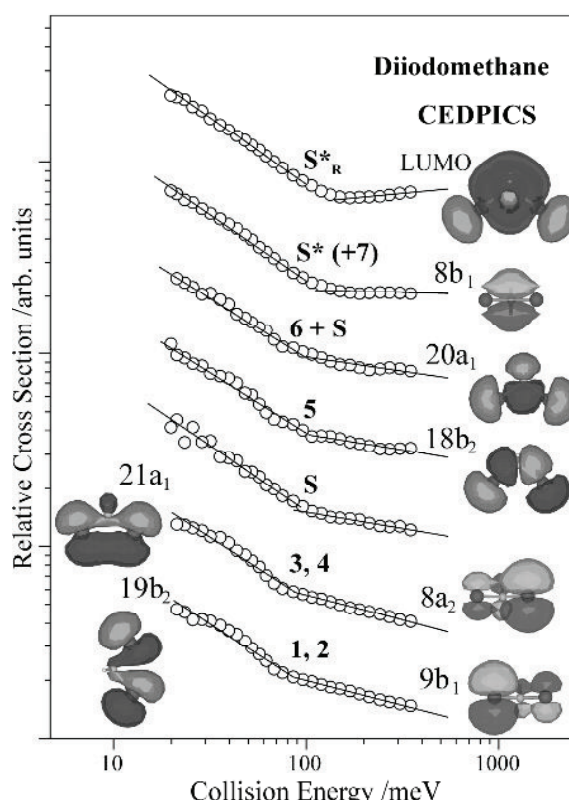 Diiodomethane
CEDPICS
S*R
LUMO
S* (+7)
8b1
6 + S
20a1
5
18b2
S
21a1
3, 4
8a2
19b2
1, 2
9b1
Relative Cross Section /arb. units
10
100
1000
Collision Energy /meV